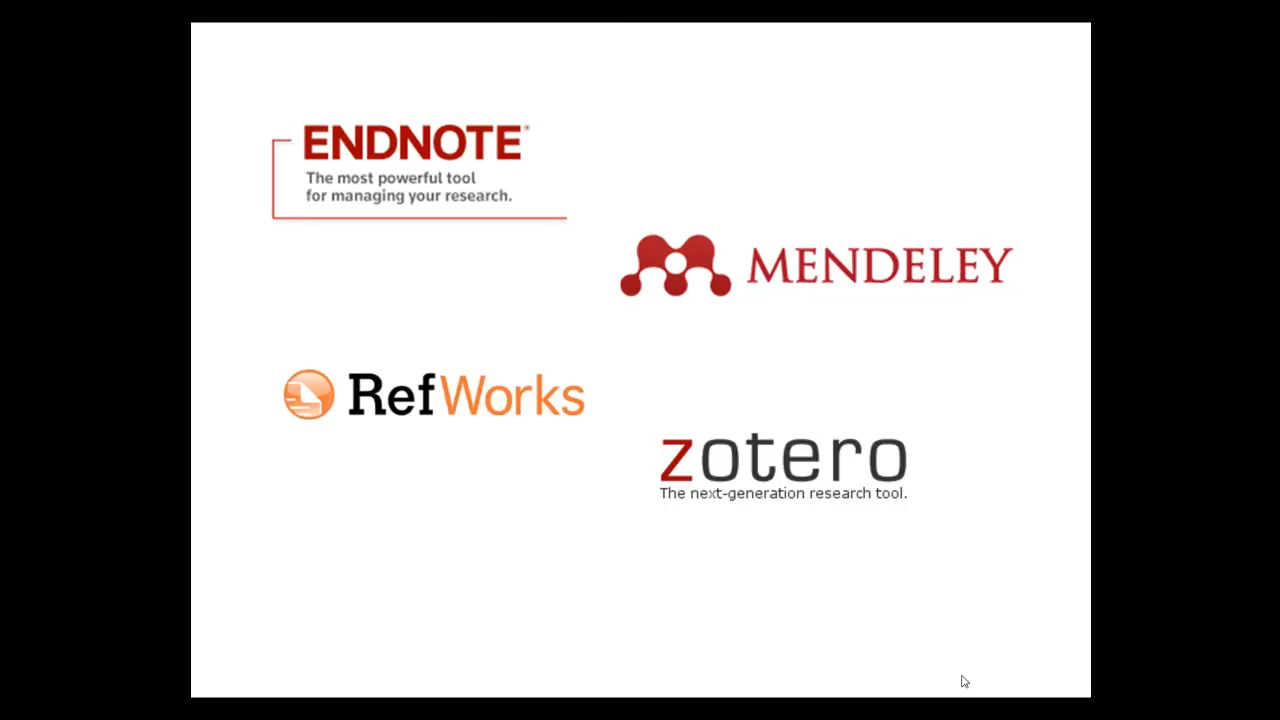 ENDNOTE®
The most powerful tool
for managing your research.
MENDELEY
RefWorks
zotero
The next-generation research tool.